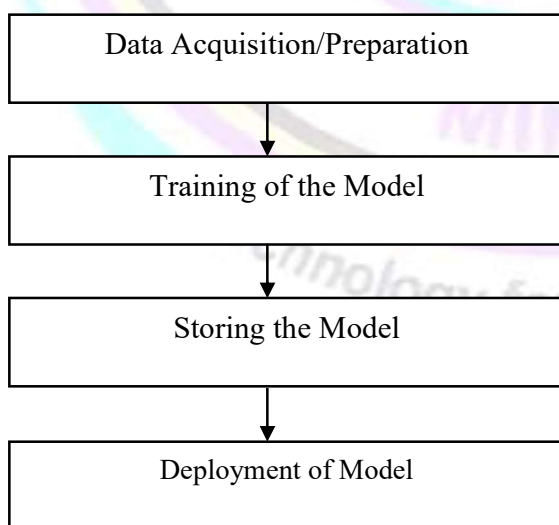 Data Acquisition/Preparation
Training of the Model
Storing the Model
Deployment of Model